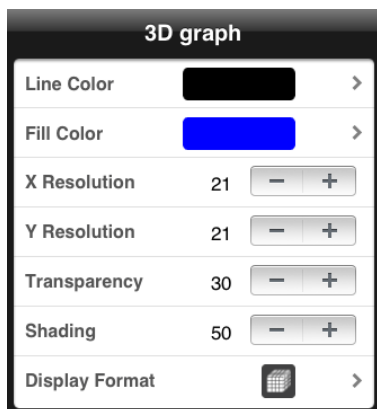 3D graph
Line Color
Fill Color
X Resolution 21
Y Resolution 21
Transparency 30
Shading 50
Display Format